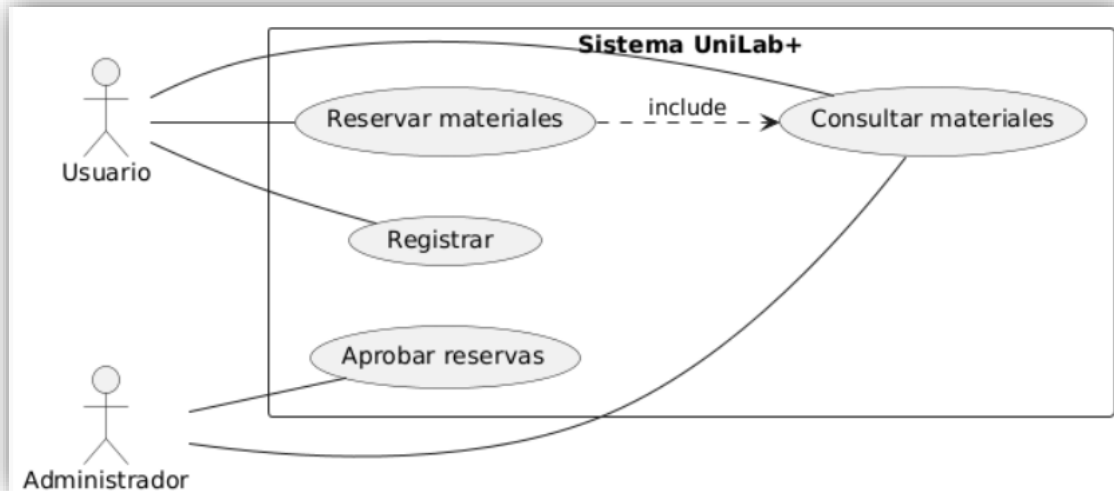 Sistema UniLab+
Reservar materiales
include
Consultar materiales
Usuario
Registrar
Aprobar reservas
Administrador